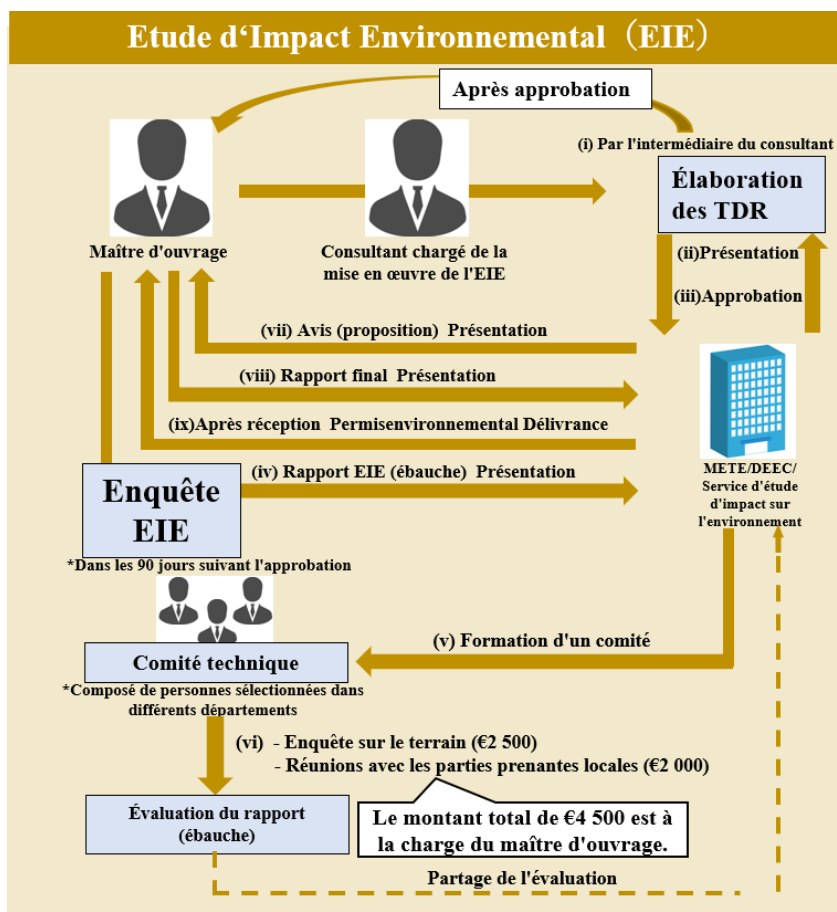 Etude d‘Impact Environnemental（EIE）
Après approbation
(i) Par l'intermédiaire du consultant
Élaboration
des TDR
Maître d'ouvrage
Consultant chargé de la
mise en œuvre de l'EIE
(ii)Présentation
(iii)Approbation
(vii) Avis (proposition) Présentation
(viii) Rapport final Présentation
(ix)Après réception Permisenvironnemental Délivrance
(iv) Rapport EIE (ébauche) Présentation
METE/DEEC/
Service d'étude
d'impact sur
l'environnement
Enquête
EIE
*Dans les 90 jours suivant l'approbation
(v) Formation d'un comité
Comité technique
*Composé de personnes sélectionnées dans
différents départements
(vi) - Enquête sur le terrain (€2 500)
- Réunions avec les parties prenantes locales (€2 000)
Évaluation du rapport
(ébauche)
Le montant total de €4 500 est à
la charge du maître d'ouvrage.
Partage de l'évaluation